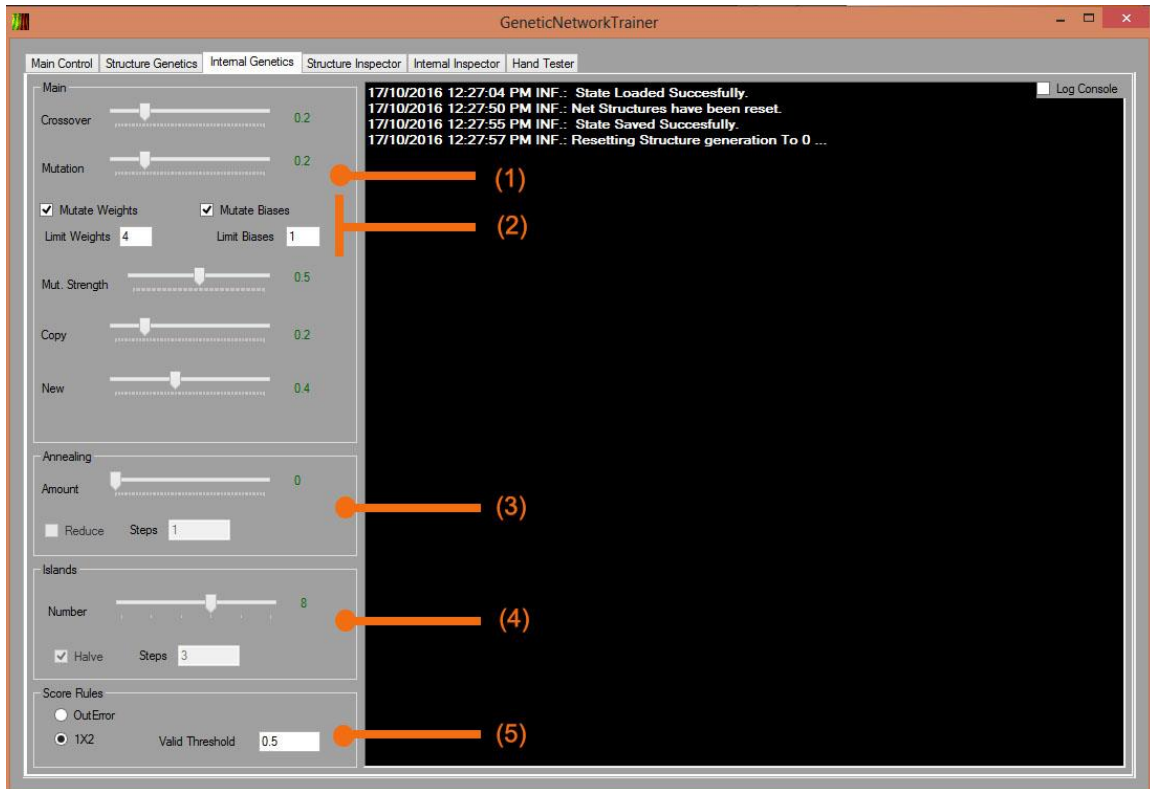 GeneticNetworkTrainer
Main Control Structure Genetics Internal Genetics Structure Inspector Internal Inspector Hand Tester
Main
Crossover 0.2
Mutation 0.2
Mutate Weights Mutate Biases
Limit Weights 4 Limit Biases 1
Mut. Strength 0.5
Copy 0.2
New 0.4
Annealing
Amount 0
Reduce Steps 1
Islands
Number 8
Halve Steps 3
Score Rules
OutError
1X2 Valid Threshold 0.5
17/10/2016 12:27:04 PM INF.: State Loaded Succesfully.
17/10/2016 12:27:50 PM INF.: Net Structures have been reset.
17/10/2016 12:27:55 PM INF.: State Saved Succesfully.
17/10/2016 12:27:57 PM INF.: Resetting Structure generation To 0 ...
Log Console
(1)
(2)
(3)
(4)
(5)